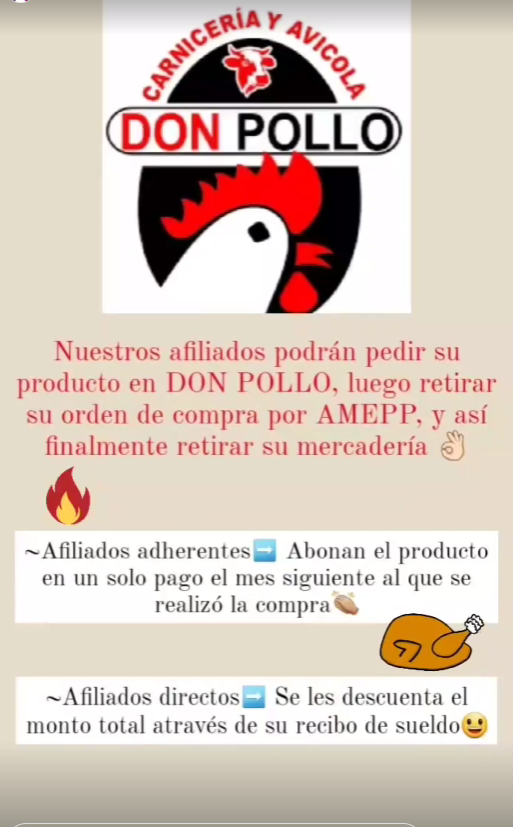 CARNICERÍA Y AVICOLA
DON POLLO
Nuestros afiliados podrán pedir su
producto en DON POLLO, luego retirar
su orden de compra por AMEPP, y así
finalmente retirar su mercadería 👌🏼
~Afiliados adherentes➡️ Abonan el producto
en un solo pago el mes siguiente al que se
realizó la compra👏🏼
~Afiliados directos➡️ Se les descuenta el
monto total através de su recibo de sueldo😀